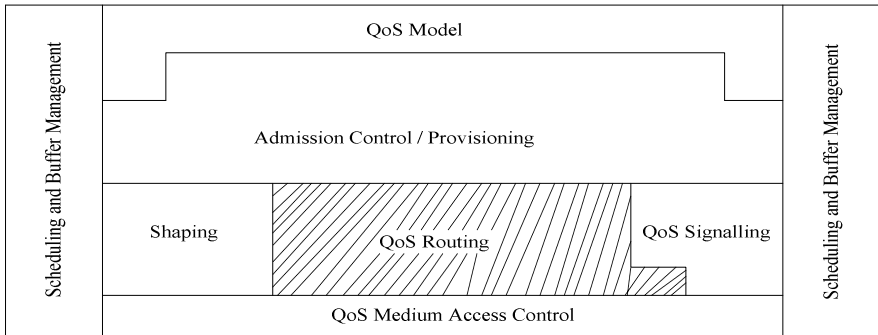 QoS Model
Scheduling and Buffer Management
Admission Control / Provisioning
Shaping
QoS Routing
QoS Signalling
QoS Medium Access Control
Scheduling and Buffer Management